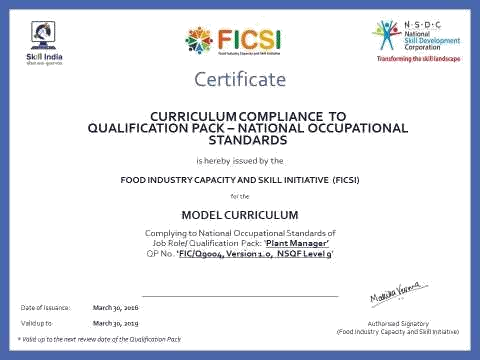 Skill India
कौशल भारत - कुशल भारत
FICSI
Food Industry Capacity and Skill Initiative
N·S·D·C
National
Skill Development
Corporation
Transforming the skill landscape
Certificate
CURRICULUM COMPLIANCE TO
QUALIFICATION PACK – NATIONAL OCCUPATIONAL
STANDARDS
is hereby issued by the
FOOD INDUSTRY CAPACITY AND SKILL INITIATIVE (FICSI)
for the
MODEL CURRICULUM
Complying to National Occupational Standards of
Job Role/ Qualification Pack: 'Plant Manager'
QP No. 'FIC/Q9004, Version 1.0, NSQF Level 9'
Date of Issuance: March 30, 2016
Valid up to: March 30, 2019
* Valid up to the next review date of the Qualification Pack
Authorised Signatory
(Food Industry Capacity and Skill Initiative)